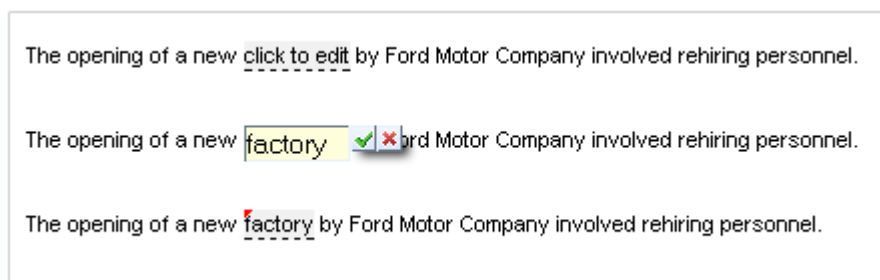 The opening of a new click to edit by Ford Motor Company involved rehiring personnel.
The opening of a new factory ord Motor Company involved rehiring personnel.
The opening of a new factory by Ford Motor Company involved rehiring personnel.